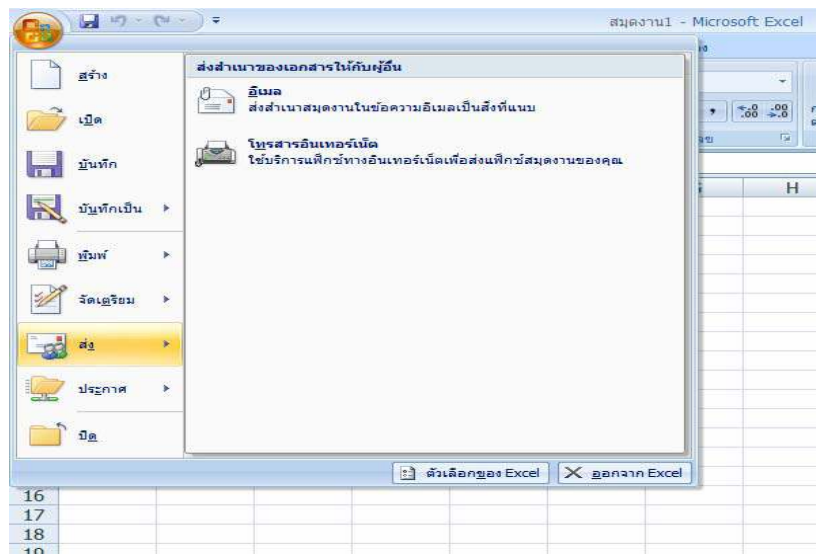 สมุดงาน1 - Microsoft Excel
สร้าง
เปิด
บันทึก
บันทึกเป็น
พิมพ์
จัดเตรียม
ส่ง
ประกาศ
ปิด
ส่งสำเนาของเอกสารให้กับผู้อื่น
อีเมล
ส่งสำเนาสมุดงานในข้อความอีเมลเป็นสิ่งที่แนบ
โทรสารอินเทอร์เน็ต
ใช้บริการแฟ็กซ์ทางอินเทอร์เน็ตเพื่อส่งแฟ็กซ์สมุดงานของคุณ
ตัวเลือกของ Excel
ออกจาก Excel
H
16
17
18
19